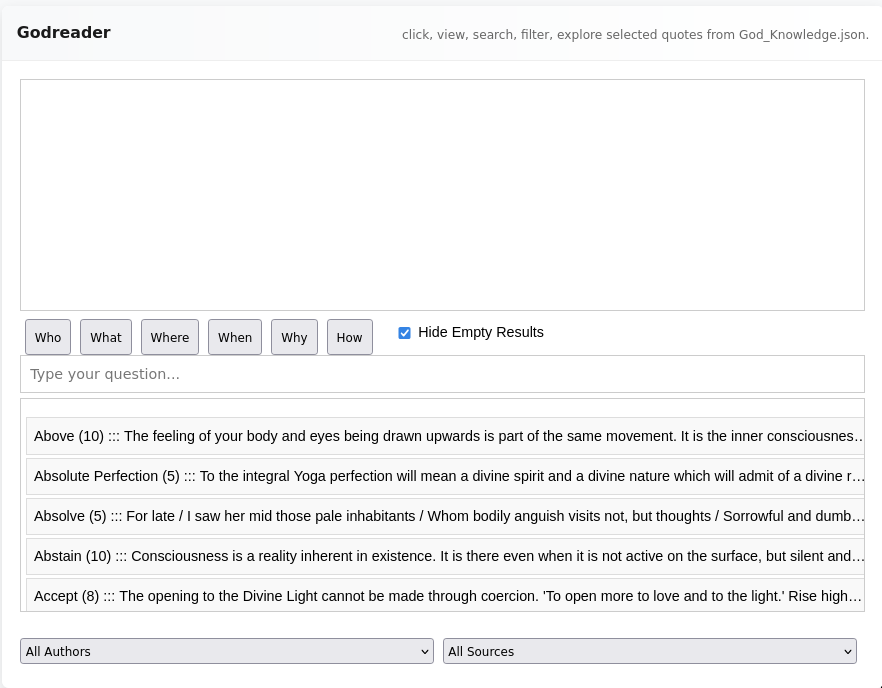 Godreader
click, view, search, filter, explore selected quotes from God_Knowledge.json.
Who What Where When Why How Hide Empty Results
Type your question...
Above (10) ::: The feeling of your body and eyes being drawn upwards is part of the same movement. It is the inner consciousnes...
Absolute Perfection (5) ::: To the integral Yoga perfection will mean a divine spirit and a divine nature which will admit of a divine r...
Absolve (5) ::: For late / I saw her mid those pale inhabitants / Whom bodily anguish visits not, but thoughts / Sorrowful and dumb...
Abstain (10) ::: Consciousness is a reality inherent in existence. It is there even when it is not active on the surface, but silent and...
Accept (8) ::: The opening to the Divine Light cannot be made through coercion. 'To open more to love and to the light.' Rise high...
All Authors All Sources